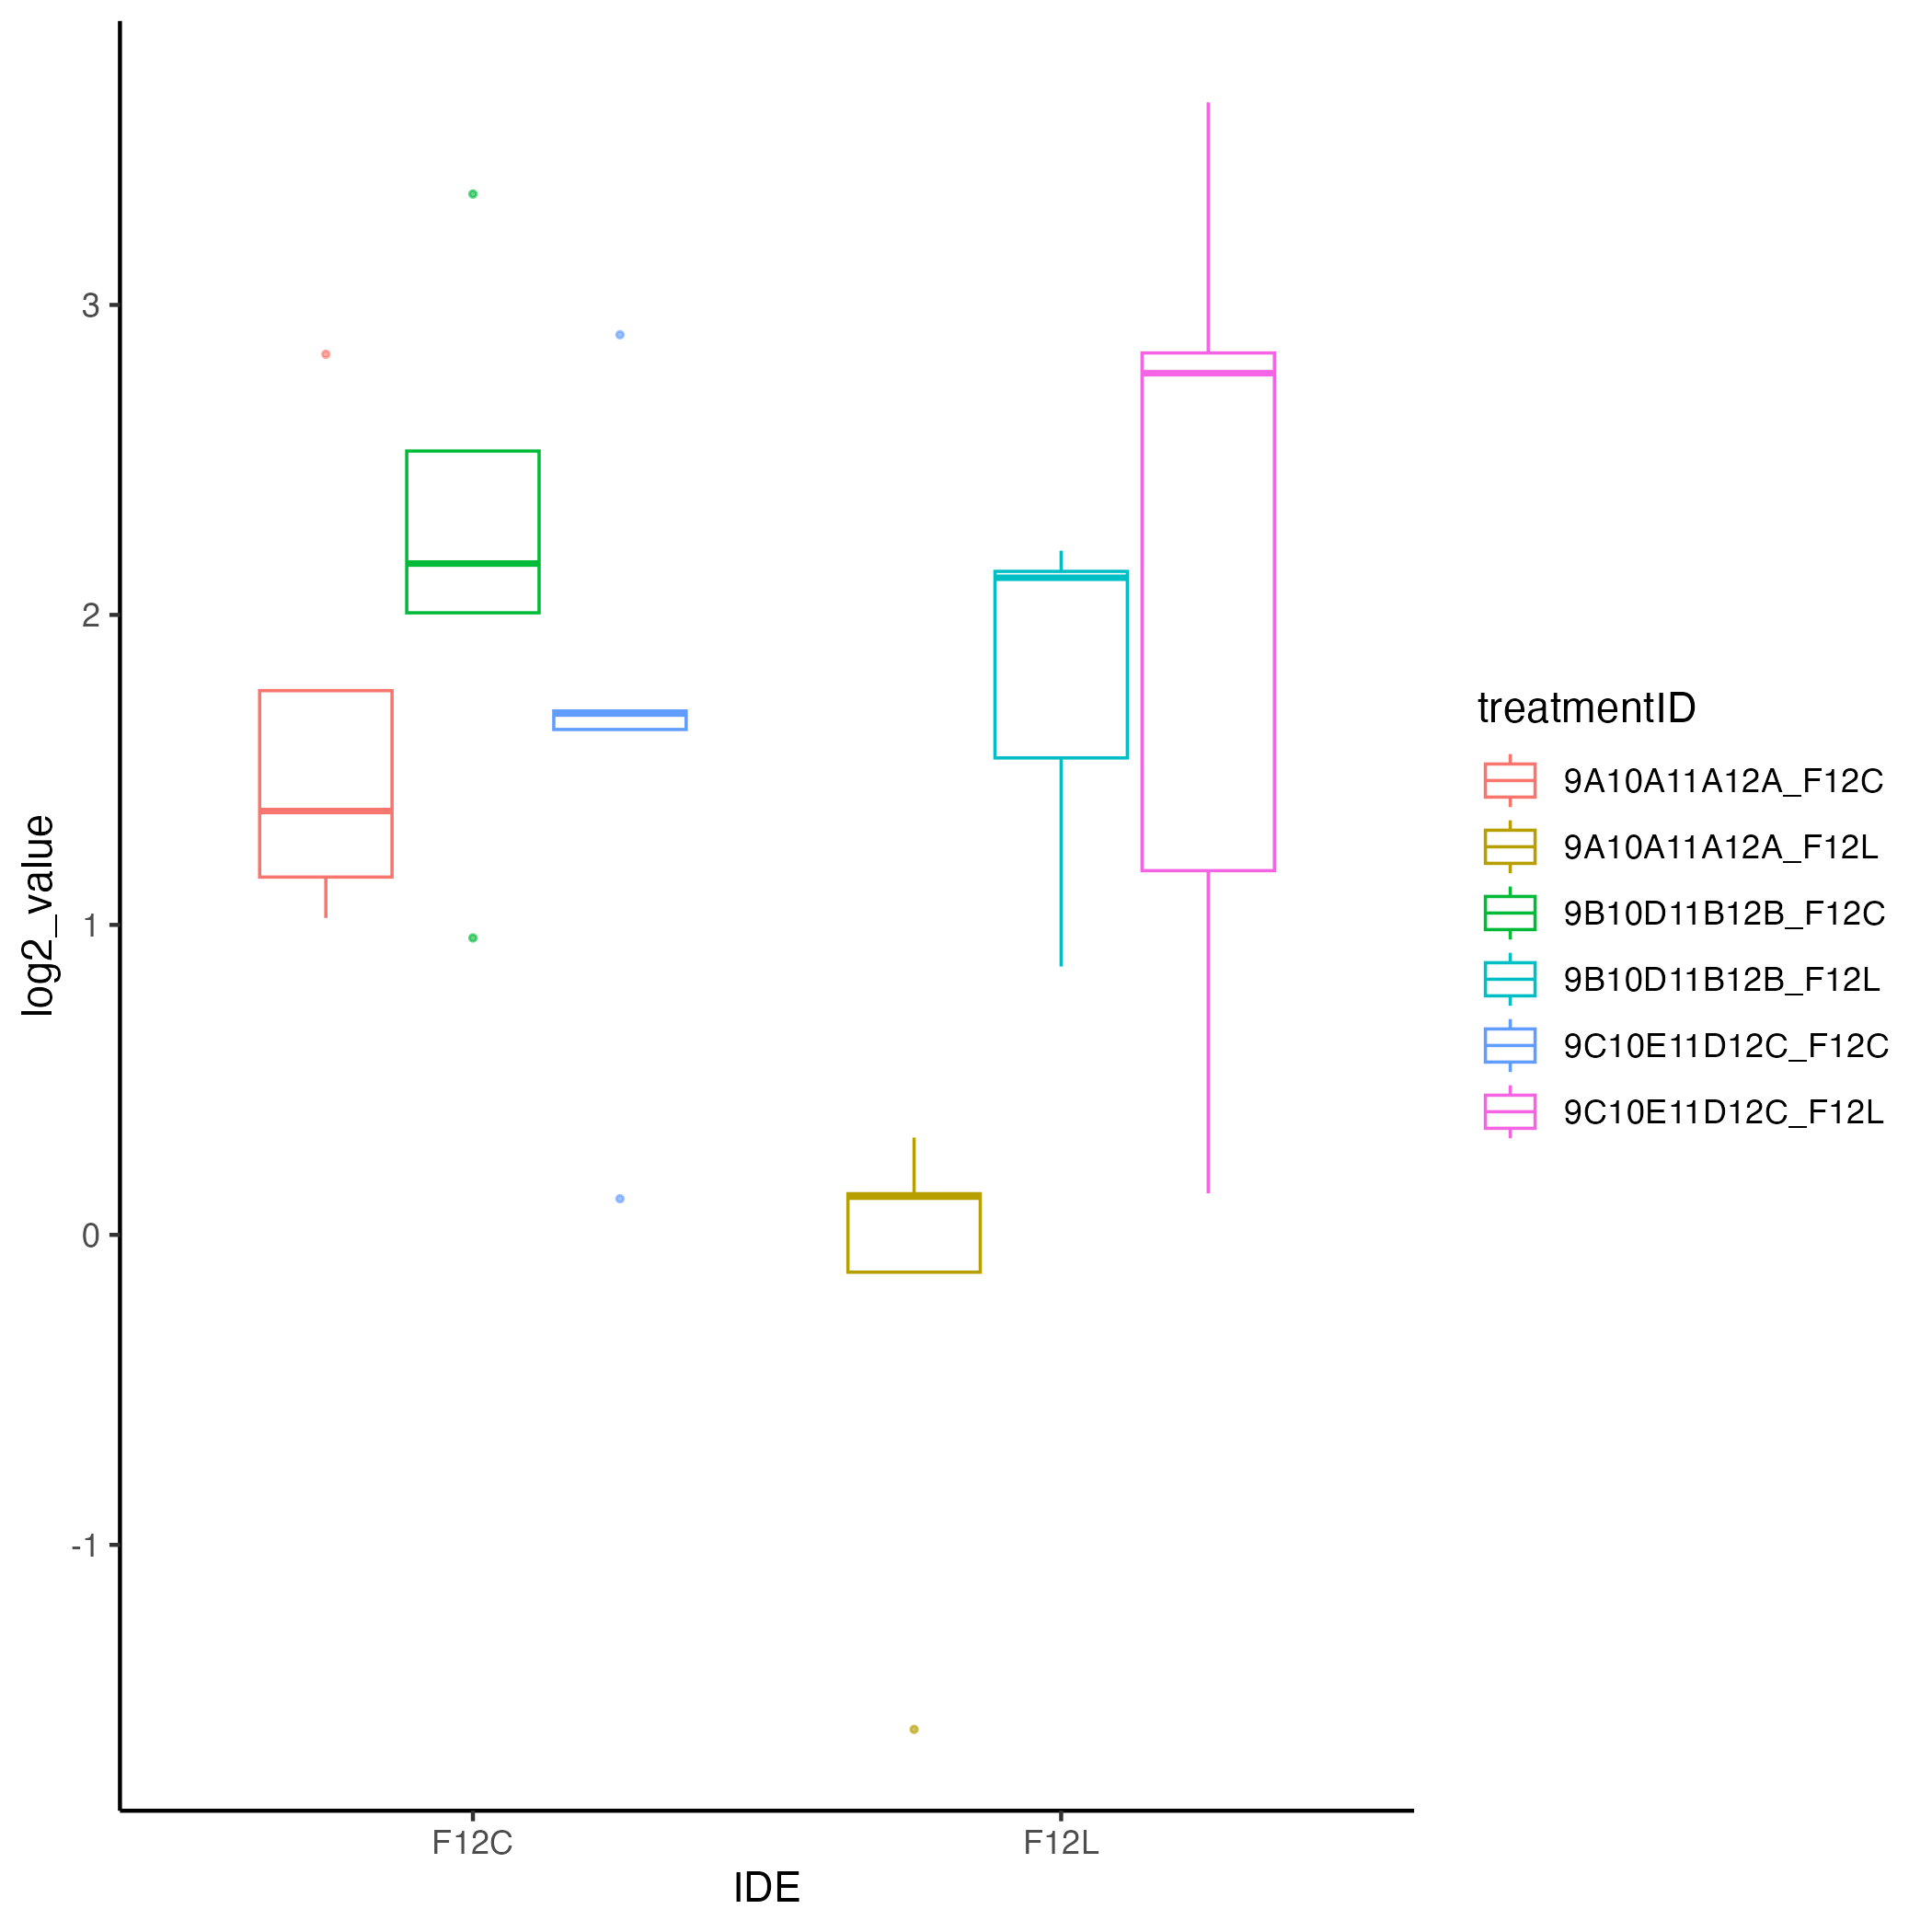 3
2
1
0
-1
log2_value
F12C
F12L
IDE
treatmentID
9A10A11A12A_F12C
9A10A11A12A_F12L
9B10D11B12B_F12C
9B10D11B12B_F12L
9C10E11D12C_F12C
9C10E11D12C_F12L